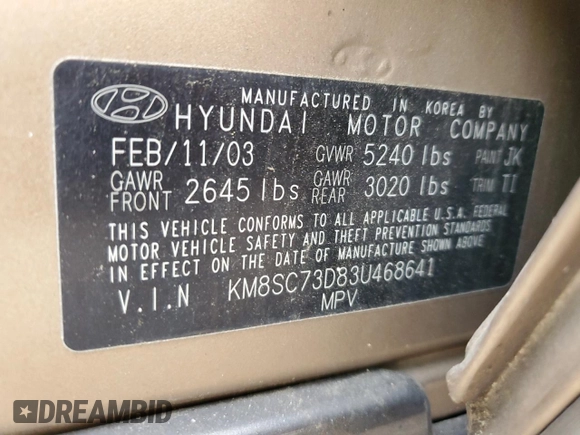 MANUFACTURED IN KOREA BY
HYUNDAI MOTOR COMPANY
FEB/11/03 GVWR 5240 lbs PAINT JK
GAWR FRONT 2645 lbs GAWR REAR 3020 lbs TRIM TI
THIS VEHICLE CONFORMS TO ALL APPLICABLE U.S.A. FEDERAL
MOTOR VEHICLE SAFETY AND THEFT PREVENTION STANDARDS
IN EFFECT ON THE DATE OF MANUFACTURE SHOWN ABOVE
V.I.N KM8SC73D83U468641
MPV
DREAMBID